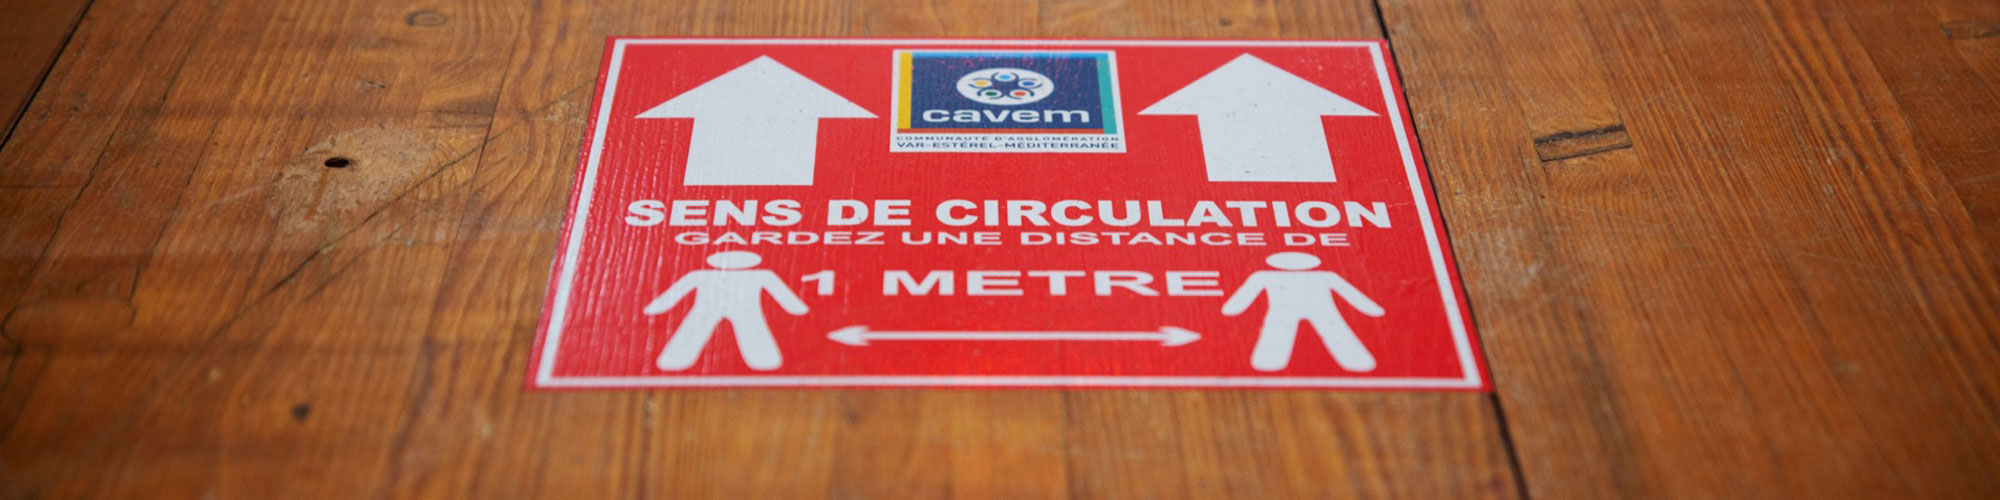 cavem
COMMUNAUTÉ D'AGGLOMÉRATION
VAR-ESTÉREL-MÉDITERRANÉE
SENS DE CIRCULATION
GARDEZ UNE DISTANCE DE
1 METRE